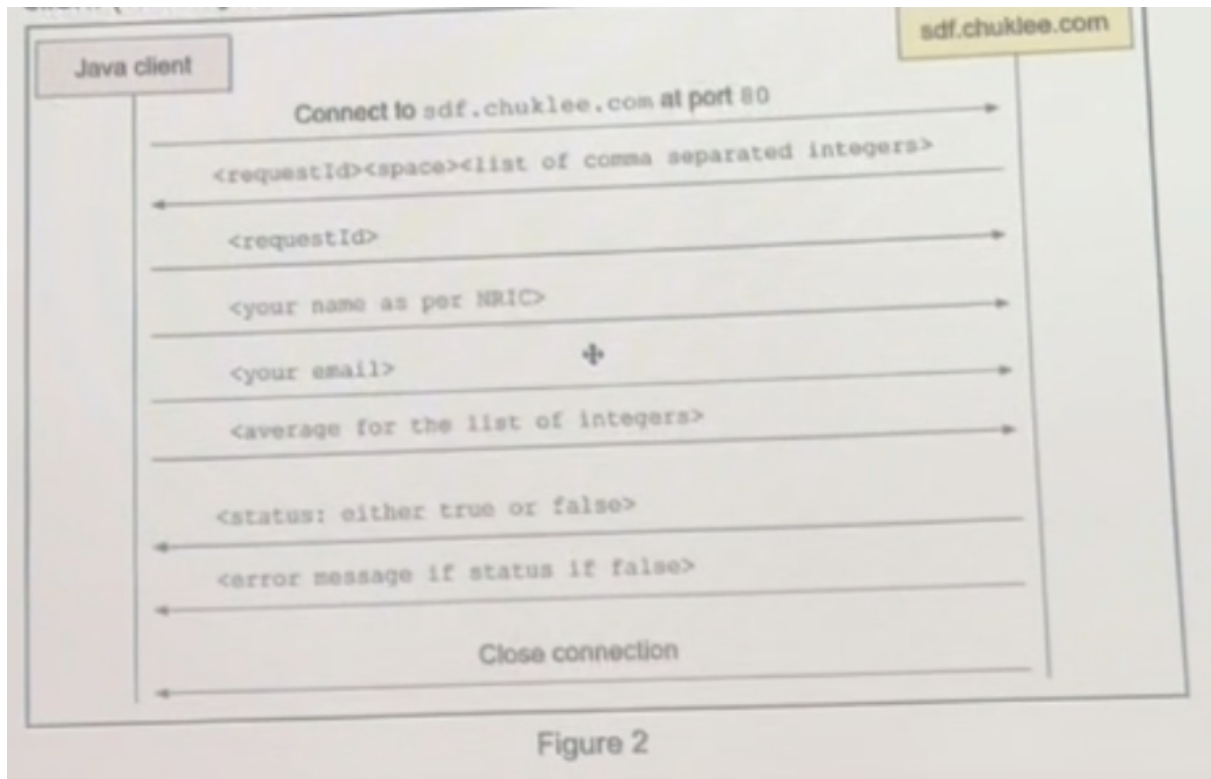 sdf.chuklee.com
Java client
Connect to sdf.chuklee.com at port 80
<requestId><space><list of comma separated integers>
<requestId>
<your name as per NRIC>
<your email>
<average for the list of integers>
<status: either true or false>
<error message if status if false>
Close connection
Figure 2